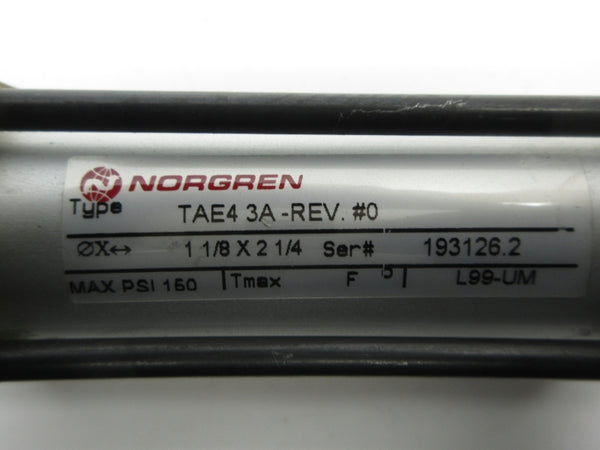 NORGREN
Type TAE4 3A-REV. #0
ØX↔ 1 1/8 X 2 1/4 Ser# 193126.2
MAX PSI 160 Tmax F L99-UM